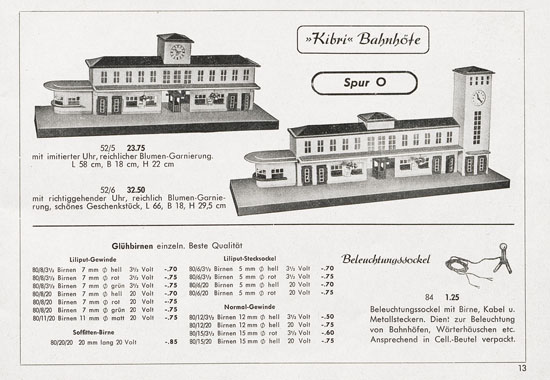 »Kibri« Bahnhöfe
Spur O
52/5 23.75
mit imitierter Uhr, reichlicher Blumen-Garnierung.
L 58 cm, B 18 cm, H 22 cm
52/6 32.50
mit richtiggehender Uhr, reichlich Blumen-Garnie-
rung, schönes Geschenkstück, L 66, B 18, H 29,5 cm
Glühbirnen einzeln. Beste Qualität
Liliput-Gewinde
80/8/3½ Birnen 7 mm ϕ hell 3½ Volt -.70
80/8/3½ Birnen 7 mm ϕ rot 3½ Volt -.75
80/8/3½ Birnen 7 mm ϕ grün 3½ Volt -.75
80/8/20 Birnen 8 mm ϕ hell 20 Volt -.70
80/8/20 Birnen 8 mm ϕ rot 20 Volt -.75
80/8/20 Birnen 8 mm ϕ grün 20 Volt -.75
80/11/20 Birnen 11 mm ϕ matt 20 Volt -.75
Soffitten-Birne
80/20/20 20 mm lang 20 Volt -.85
Liliput-Stecksockel
80/6/3½ Birnen 5 mm ϕ hell 3½ Volt -.70
80/6/3½ Birnen 5 mm ϕ rot 3½ Volt -.75
80/6/20 Birnen 5 mm ϕ hell 20 Volt -.70
80/6/20 Birnen 5 mm ϕ rot 20 Volt -.75
Normal-Gewinde
80/12/3½ Birnen 12 mm ϕ hell 3½ Volt -.50
80/12/20 Birnen 12 mm ϕ hell 20 Volt -.75
80/15/3½ Birnen 15 mm ϕ rot 3½ Volt -.60
80/15/20 Birnen 15 mm ϕ rot 20 Volt -.75
Beleuchtungssockel
84 1.25
Beleuchtungssockel mit Birne, Kabel u.
Metallsteckern. Dient zur Beleuchtung
von Bahnhöfen, Wärterhäuschen etc.
Ansprechend in Cell.-Beutel verpackt.
13